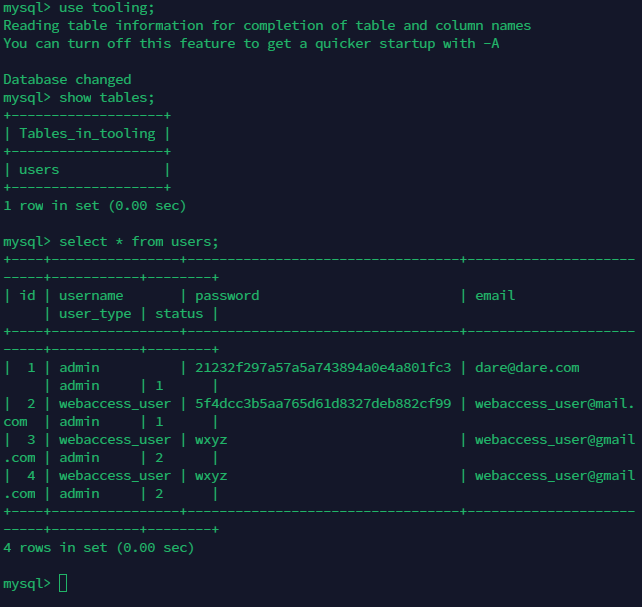 mysql> use tooling;
Reading table information for completion of table and column names
You can turn off this feature to get a quicker startup with -A

Database changed
mysql> show tables;
+-------------------+
| Tables_in_tooling |
+-------------------+
| users             |
+-------------------+
1 row in set (0.00 sec)

mysql> select * from users;
+----+----------------+----------------------------------+---------------------
-----+-----------+--------+
| id | username       | password                         | email
     | user_type | status |
+----+----------------+----------------------------------+---------------------
-----+-----------+--------+
|  1 | admin          | 21232f297a57a5a743894a0e4a801fc3 | dare@dare.com
     | admin     | 1      |
|  2 | webaccess_user | 5f4dcc3b5aa765d61d8327deb882cf99 | webaccess_user@mail.
com  | admin     | 1      |
|  3 | webaccess_user | wxyz                             | webaccess_user@gmail
.com | admin     | 2      |
|  4 | webaccess_user | wxyz                             | webaccess_user@gmail
.com | admin     | 2      |
+----+----------------+----------------------------------+---------------------
-----+-----------+--------+
4 rows in set (0.00 sec)

mysql>